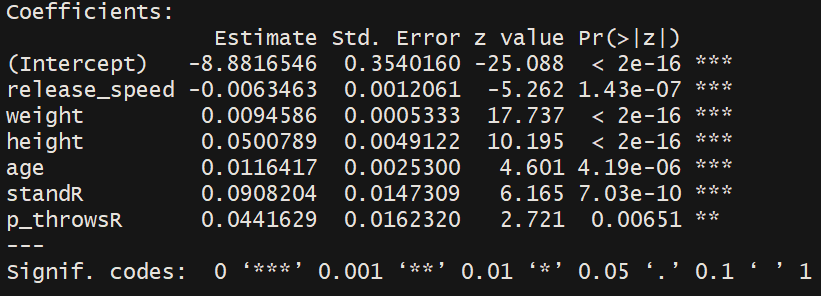 Coefficients:
                Estimate Std. Error z value Pr(>|z|)
(Intercept)   -8.8816546  0.3540160 -25.088  < 2e-16 ***
release_speed -0.0063463  0.0012061  -5.262 1.43e-07 ***
weight         0.0094586  0.0005333  17.737  < 2e-16 ***
height         0.0500789  0.0049122  10.195  < 2e-16 ***
age            0.0116417  0.0025300   4.601 4.19e-06 ***
standR         0.0908204  0.0147309   6.165 7.03e-10 ***
p_throwsR      0.0441629  0.0162320   2.721  0.00651 **
---
Signif. codes:  0 ‘***’ 0.001 ‘**’ 0.01 ‘*’ 0.05 ‘.’ 0.1 ‘ ’ 1